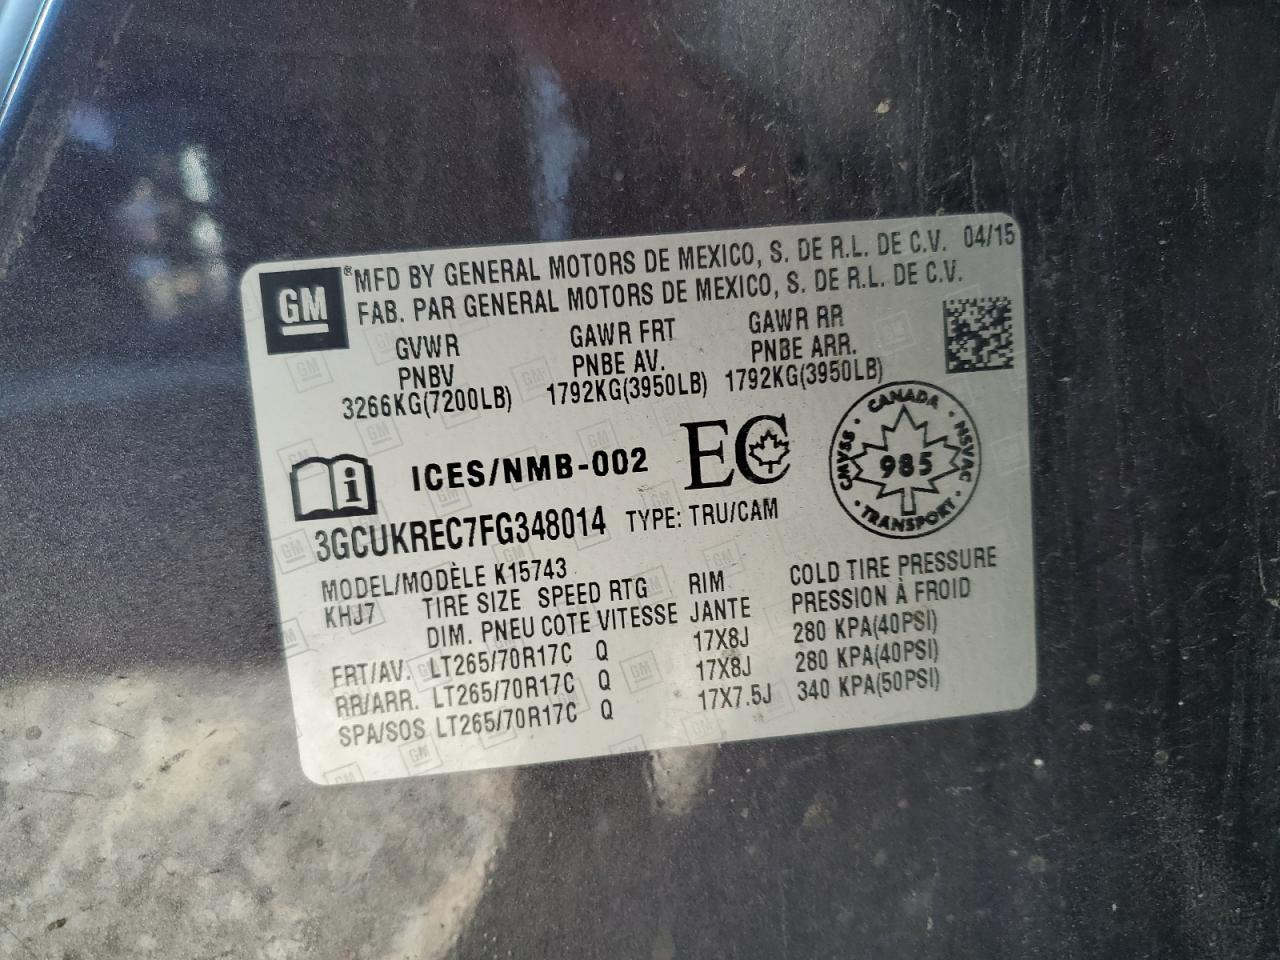 GM
®MFD BY GENERAL MOTORS DE MEXICO, S. DE R.L. DE C.V. 04/15
FAB. PAR GENERAL MOTORS DE MEXICO, S. DE R.L. DE C.V.
GVWR GAWR FRT GAWR RR
PNBV PNBE AV. PNBE ARR.
3266KG(7200LB) 1792KG(3950LB) 1792KG(3950LB)
i ICES/NMB-002 EC
CANADA · NSVAC · TRANSPORT · CMVSS ·
985
3GCUKREC7FG348014 TYPE: TRU/CAM
MODEL/MODÈLE K15743
KHJ7 TIRE SIZE SPEED RTG RIM COLD TIRE PRESSURE
DIM. PNEU COTE VITESSE JANTE PRESSION À FROID
FRT/AV. LT265/70R17C Q 17X8J 280 KPA(40PSI)
RR/ARR. LT265/70R17C Q 17X8J 280 KPA(40PSI)
SPA/SOS LT265/70R17C Q 17X7.5J 340 KPA(50PSI)